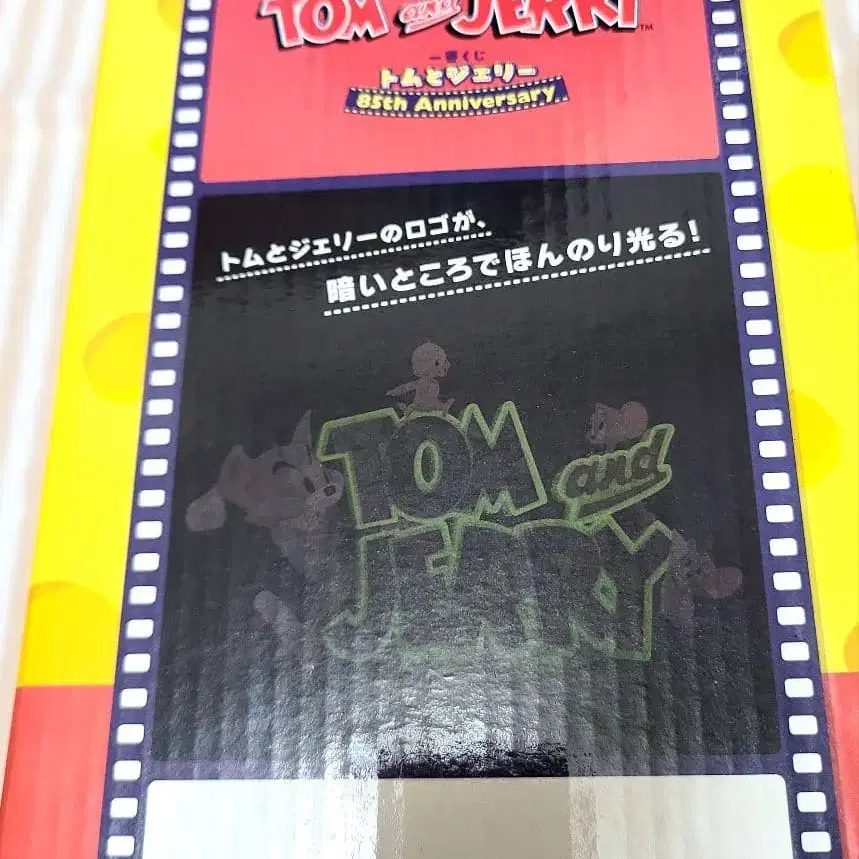 TOM and JERRY™
一番くじ
トムとジェリー
85th Anniversary
トムとジェリーのロゴが、
暗いところでほんのり光る!
TOM
and
JERRY